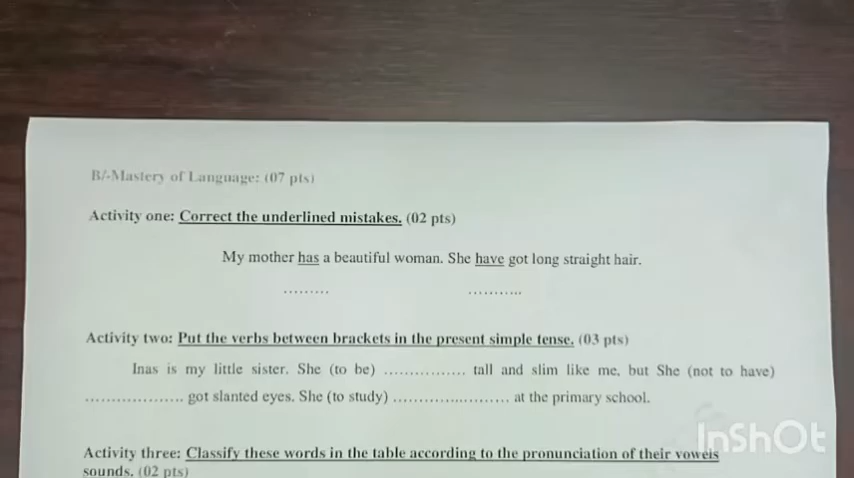 B/-Mastery of Language: (07 pts)
Activity one: Correct the underlined mistakes. (02 pts)
My mother has a beautiful woman. She have got long straight hair.
......... ...........
Activity two: Put the verbs between brackets in the present simple tense. (03 pts)
Inas is my little sister. She (to be) ................ tall and slim like me, but She (not to have)
................... got slanted eyes. She (to study) ....................... at the primary school.
Activity three: Classify these words in the table according to the pronunciation of their vowels
sounds. (02 pts)
InShOt